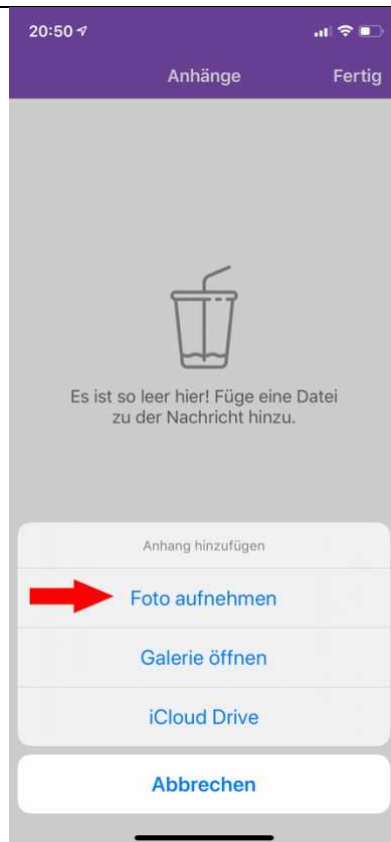 20:50
Anhänge
Fertig
Es ist so leer hier! Füge eine Datei
zu der Nachricht hinzu.
Anhang hinzufügen
Foto aufnehmen
Galerie öffnen
iCloud Drive
Abbrechen